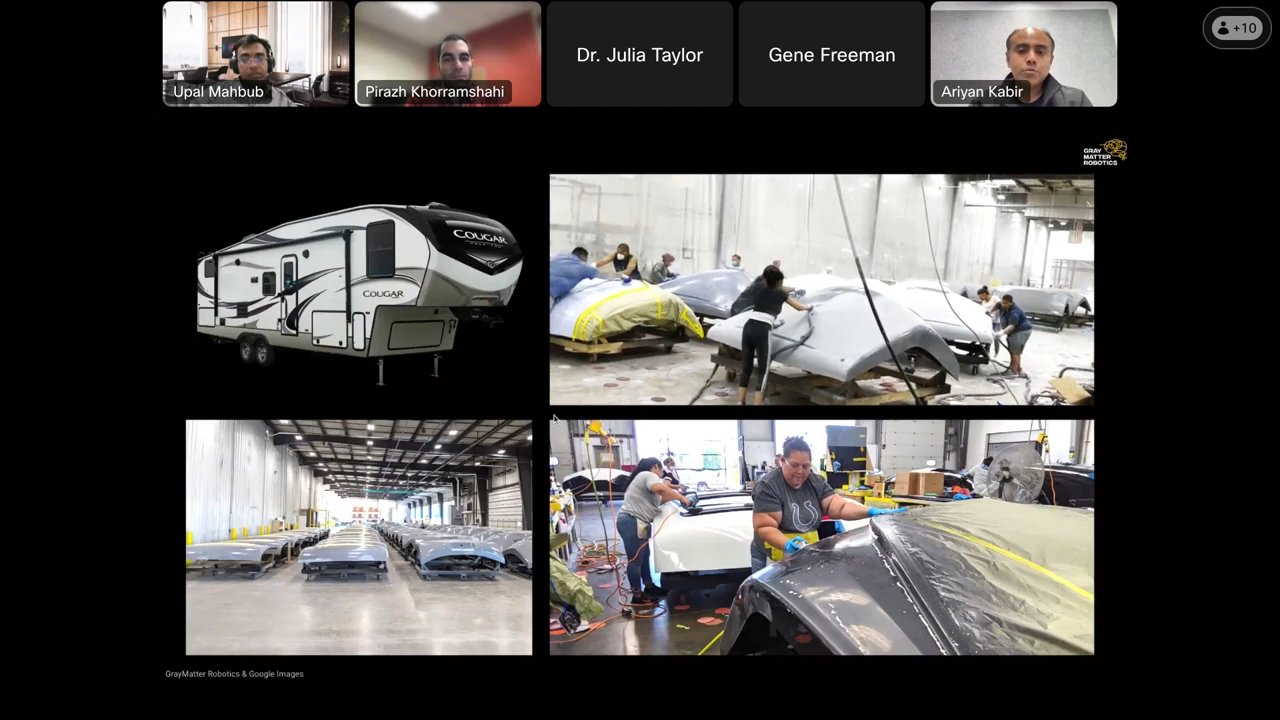 Upal Mahbub
Pirazh Khorramshahi
Dr. Julia Taylor
Gene Freeman
Ariyan Kabir
+10
GRAY
MATTER
ROBOTICS
COUGAR
COUGAR
GrayMatter Robotics & Google Images